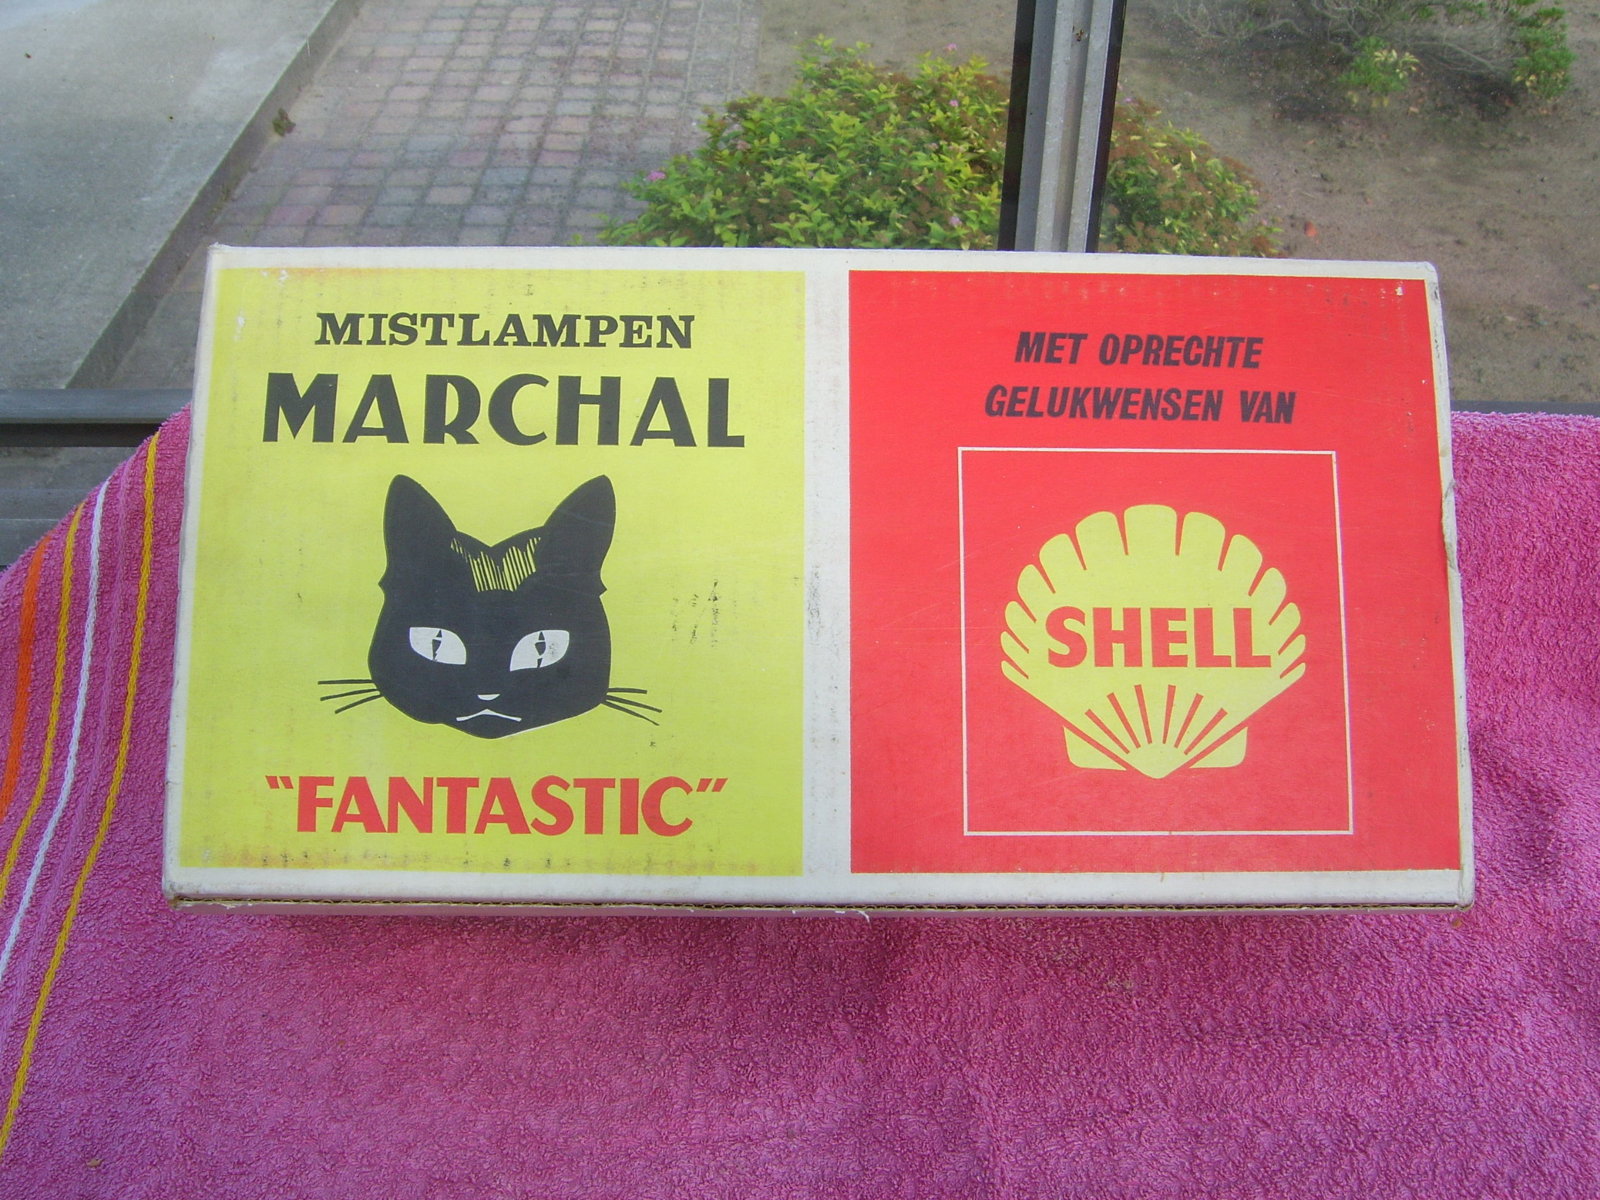 MISTLAMPEN
MARCHAL
"FANTASTIC"
MET OPRECHTE
GELUKWENSEN VAN
SHELL